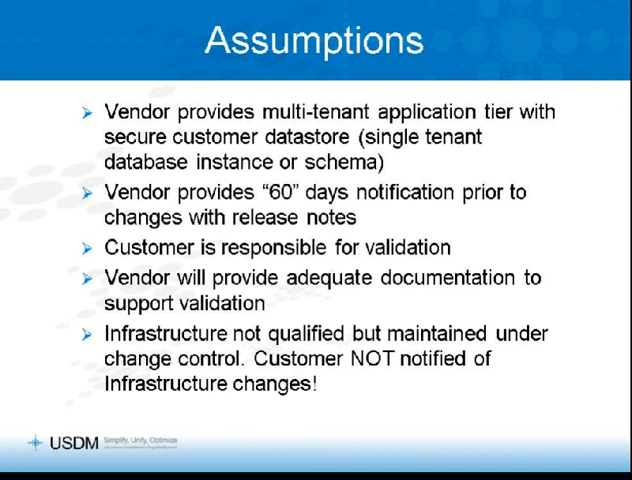 Assumptions
Vendor provides multi-tenant application tier with
secure customer datastore (single tenant
database instance or schema)
Vendor provides “60” days notification prior to
changes with release notes
Customer is responsible for validation
Vendor will provide adequate documentation to
support validation
Infrastructure not qualified but maintained under
change control. Customer NOT notified of
Infrastructure changes!
USDM
Simplify, Unify, Optimize